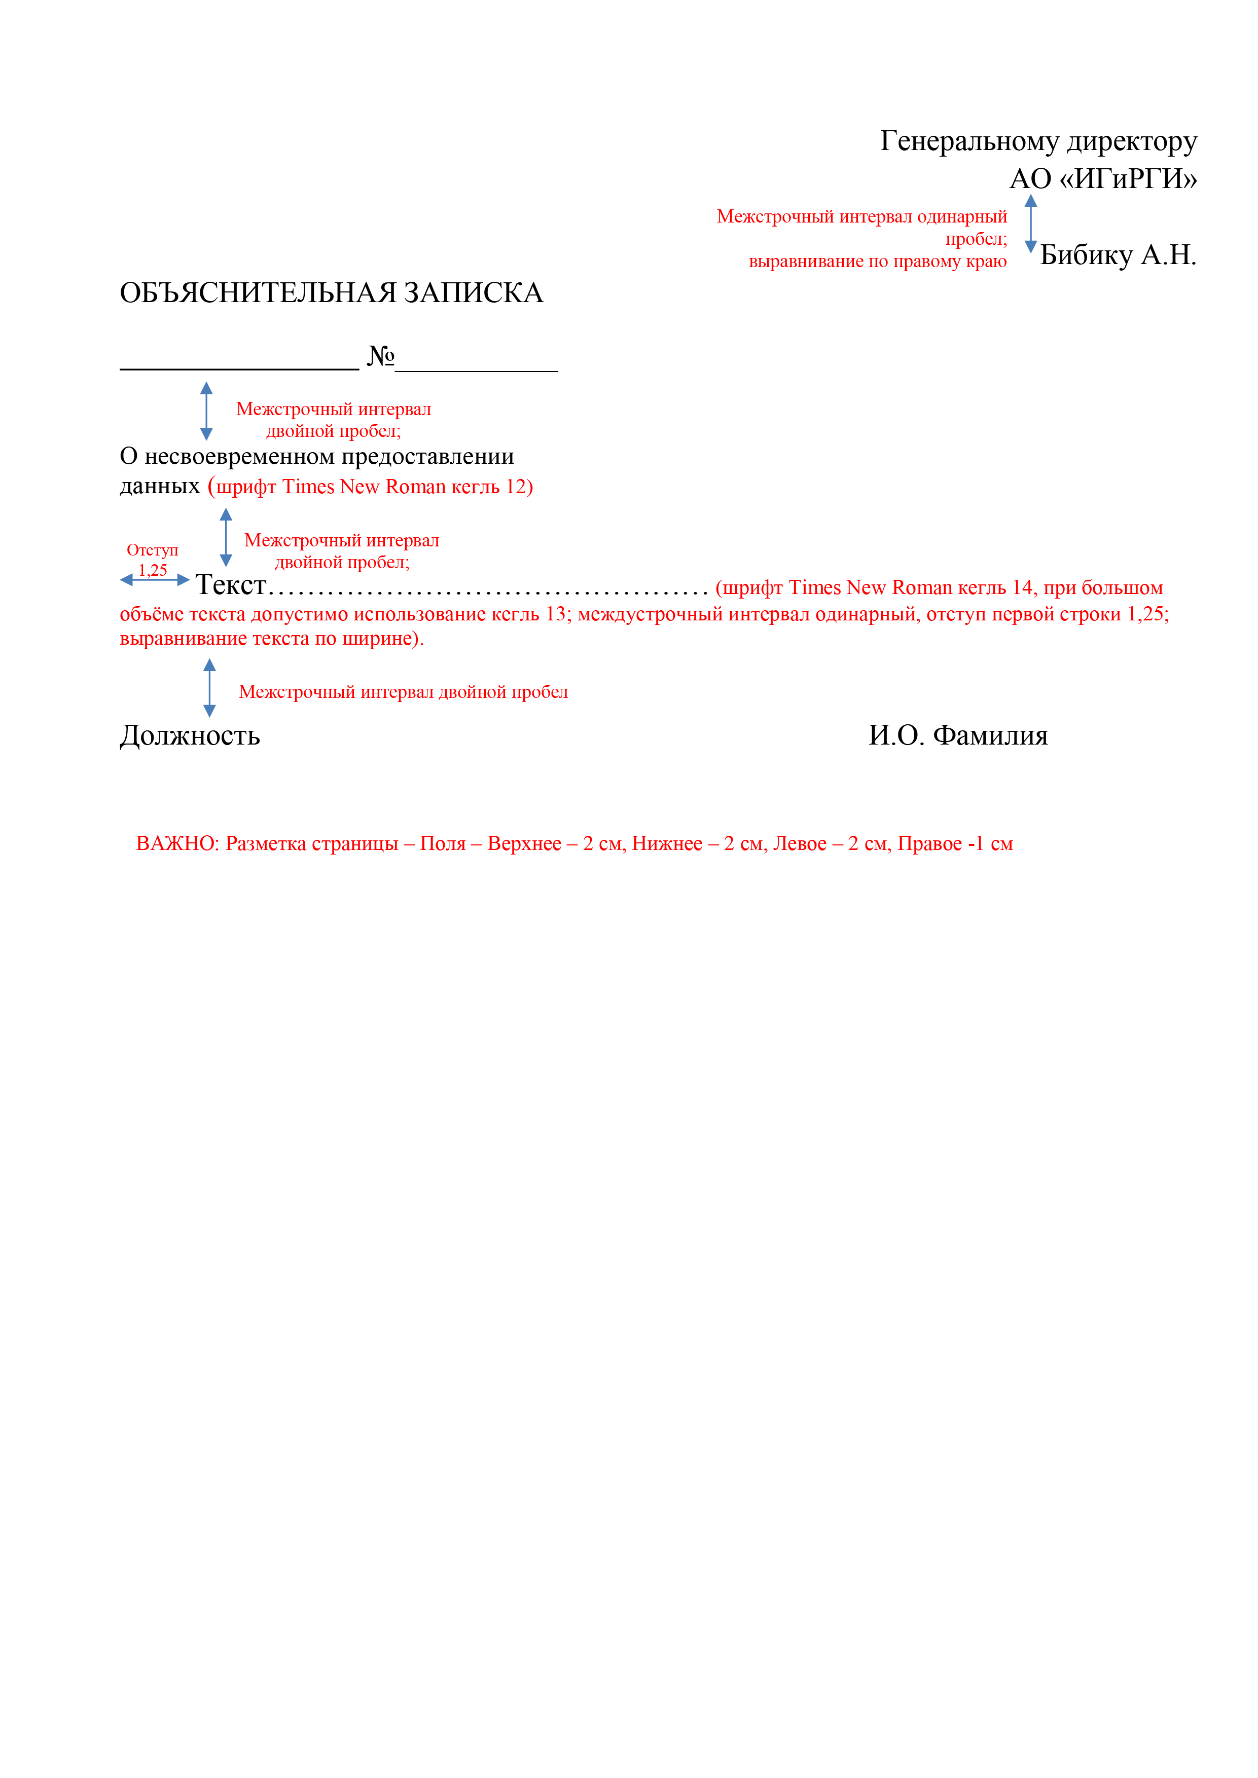 Генеральному директору
АО «ИГиРГИ»
Межстрочный интервал одинарный
пробел;
выравнивание по правому краю
Бибику А.Н.
ОБЪЯСНИТЕЛЬНАЯ ЗАПИСКА
________________ №___________
Межстрочный интервал
двойной пробел;
О несвоевременном предоставлении
данных (шрифт Times New Roman кегль 12)
Межстрочный интервал
двойной пробел;
Отступ
1,25
Текст……………………………………… (шрифт Times New Roman кегль 14, при большом
объёме текста допустимо использование кегль 13; междустрочный интервал одинарный, отступ первой строки 1,25;
выравнивание текста по ширине).
Межстрочный интервал двойной пробел
Должность И.О. Фамилия
ВАЖНО: Разметка страницы – Поля – Верхнее – 2 см, Нижнее – 2 см, Левое – 2 см, Правое -1 см